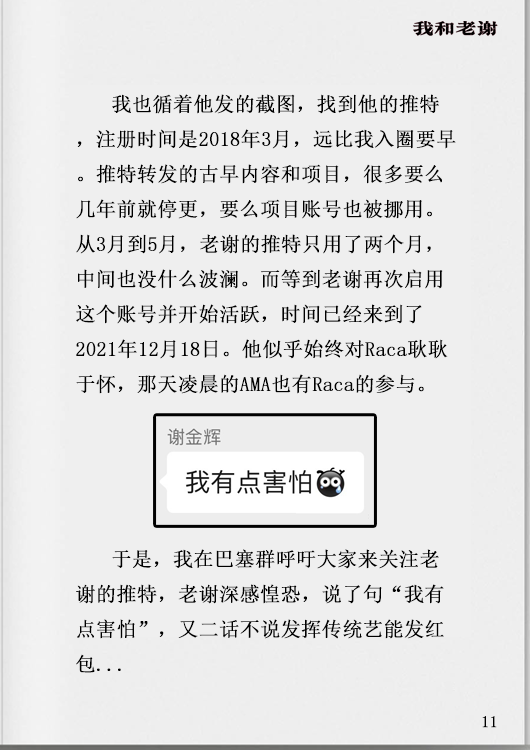 我和老谢
我也循着他发的截图，找到他的推特
，注册时间是2018年3月，远比我入圈要早
。推特转发的古早内容和项目，很多要么
几年前就停更，要么项目账号也被挪用。
从3月到5月，老谢的推特只用了两个月，
中间也没什么波澜。而等到老谢再次启用
这个账号并开始活跃，时间已经来到了
2021年12月18日。他似乎始终对Raca耿耿
于怀，那天凌晨的AMA也有Raca的参与。
谢金辉
我有点害怕
于是，我在巴塞群呼吁大家来关注老
谢的推特，老谢深感惶恐，说了句“我有
点害怕”，又二话不说发挥传统艺能发红
包...
11